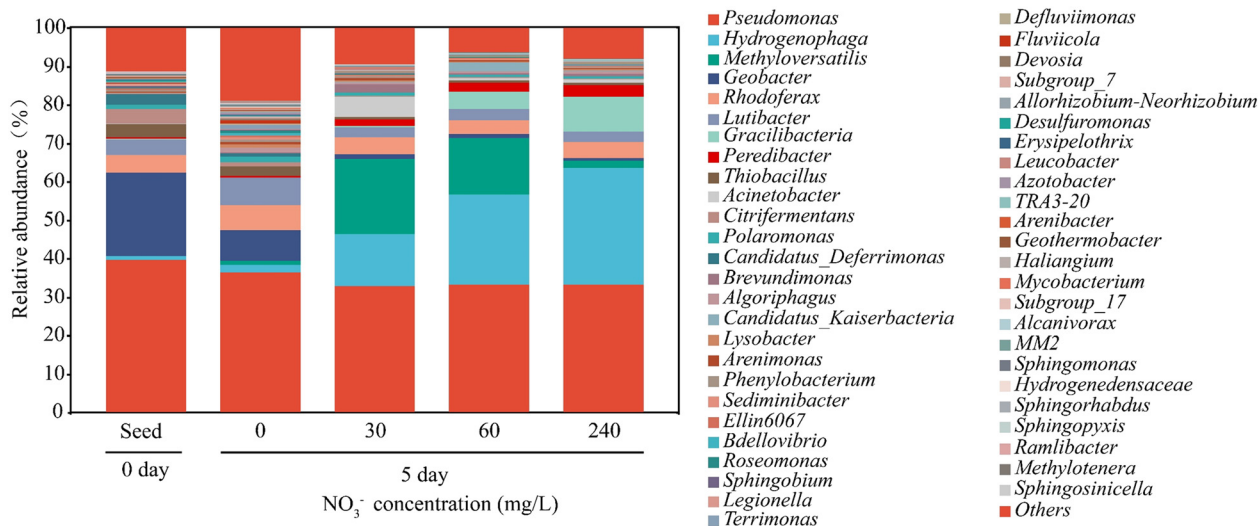 Relative abundance (%)
100
90
80
70
60
50
40
30
20
10
0
Seed
0
30
60
240
0 day
5 day
NO3- concentration (mg/L)
Pseudomonas
Hydrogenophaga
Methyloversatilis
Geobacter
Rhodoferax
Lutibacter
Gracilibacteria
Peredibacter
Thiobacillus
Acinetobacter
Citrifermentans
Polaromonas
Candidatus_Deferrimonas
Brevundimonas
Algoriphagus
Candidatus_Kaiserbacteria
Lysobacter
Arenimonas
Phenylobacterium
Sediminibacter
Ellin6067
Bdellovibrio
Roseomonas
Sphingobium
Legionella
Terrimonas
Defluviimonas
Fluviicola
Devosia
Subgroup_7
Allorhizobium-Neorhizobium
Desulfuromonas
Erysipelothrix
Leucobacter
Azotobacter
TRA3-20
Arenibacter
Geothermobacter
Haliangium
Mycobacterium
Subgroup_17
Alcanivorax
MM2
Sphingomonas
Hydrogenedensaceae
Sphingorhabdus
Sphingopyxis
Ramlibacter
Methylotenera
Sphingosinicella
Others